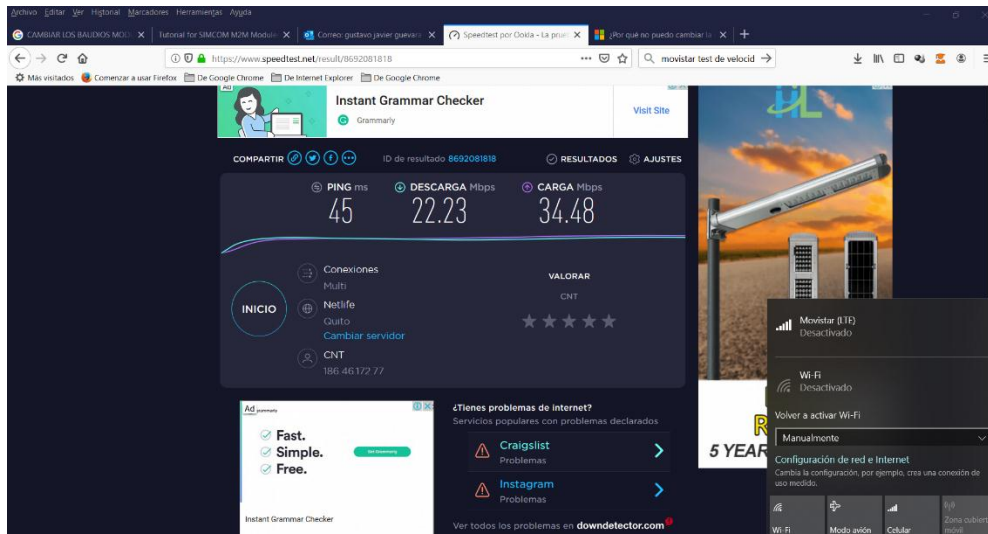 Archivo Editar Ver Historial Marcadores Herramientas Ayuda
CAMBIAR LOS BAUDIOS MOD
Tutorial for SIMCOM M2M Module
Correo: gustavo javier guevara
Speedtest por Ookla - La prue
¿Por qué no puedo cambiar la
https://www.speedtest.net/result/8692081818
movistar test de velocid
Más visitados
Comenzar a usar Firefox
De Google Chrome
De Internet Explorer
De Google Chrome
Ad
Instant Grammar Checker
Grammarly
Visit Site
COMPARTIR
ID de resultado 8692081818
RESULTADOS
AJUSTES
PING ms
DESCARGA Mbps
CARGA Mbps
45
22.23
34.48
Conexiones
Multi
INICIO
Netlife
Quito
Cambiar servidor
CNT
186.46.172.77
VALORAR
CNT
Ad
Fast.
Simple.
Free.
Instant Grammar Checker
¿Tienes problemas de internet?
Servicios populares con problemas declarados
Craigslist
Problemas
Instagram
Problemas
Ver todos los problemas en downdetector.com
R
5 YEAR
Movistar (LTE)
Desactivado
Wi-Fi
Desactivado
Volver a activar Wi-Fi
Manualmente
Configuración de red e Internet
Cambia la configuración, por ejemplo, crea una conexión de
uso medido.
Wi-Fi
Modo avión
Celular
Zona cubiert
móvil